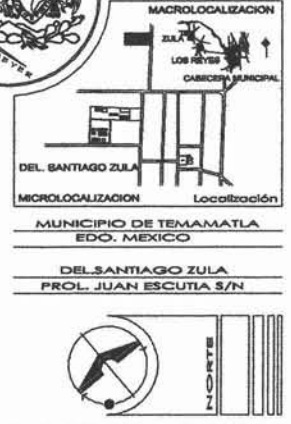 EYER
MACROLOCALIZACION
ZULA
LOS REYES
CABECERA MUNICIPAL
DEL. SANTIAGO ZULA
MICROLOCALIZACION
Localización
MUNICIPIO DE TEMAMATLA
EDO. MEXICO
DEL.SANTIAGO ZULA
PROL. JUAN ESCUTIA S/N
NORTE